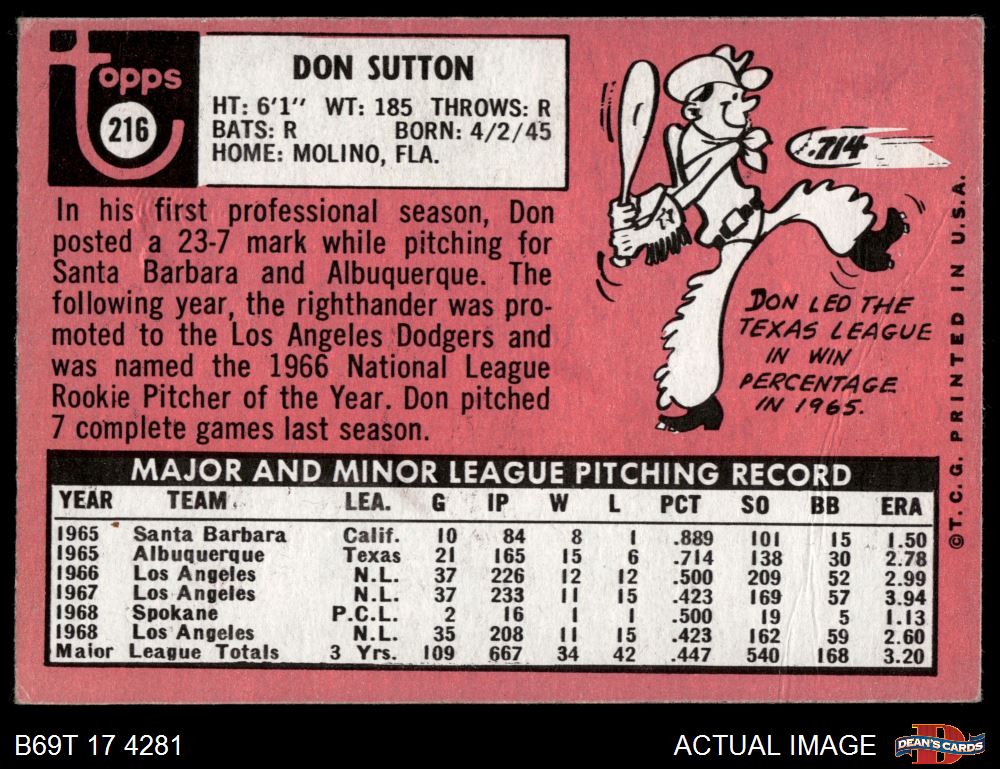 Topps
216
DON SUTTON
HT: 6'1" WT: 185 THROWS: R
BATS: R BORN: 4/2/45
HOME: MOLINO, FLA.
In his first professional season, Don
posted a 23-7 mark while pitching for
Santa Barbara and Albuquerque. The
following year, the righthander was pro-
moted to the Los Angeles Dodgers and
was named the 1966 National League
Rookie Pitcher of the Year. Don pitched
7 complete games last season.
.714
DON LED THE
TEXAS LEAGUE
IN WIN
PERCENTAGE
IN 1965.
MAJOR AND MINOR LEAGUE PITCHING RECORD
YEAR TEAM LEA. G IP W L PCT SO BB ERA
1965 Santa Barbara Calif. 10 84 8 1 .889 101 15 1.50
1965 Albuquerque Texas 21 165 15 6 .714 138 30 2.78
1966 Los Angeles N.L. 37 226 12 12 .500 209 52 2.99
1967 Los Angeles N.L. 37 233 11 15 .423 169 57 3.94
1968 Spokane P.C.L. 2 16 1 1 .500 19 5 1.13
1968 Los Angeles N.L. 35 208 11 15 .423 162 59 2.60
Major League Totals 3 Yrs. 109 667 34 42 .447 540 168 3.20
©T.C.G. PRINTED IN U.S.A.
B69T 17 4281
ACTUAL IMAGE
D
DEAN'S CARDS